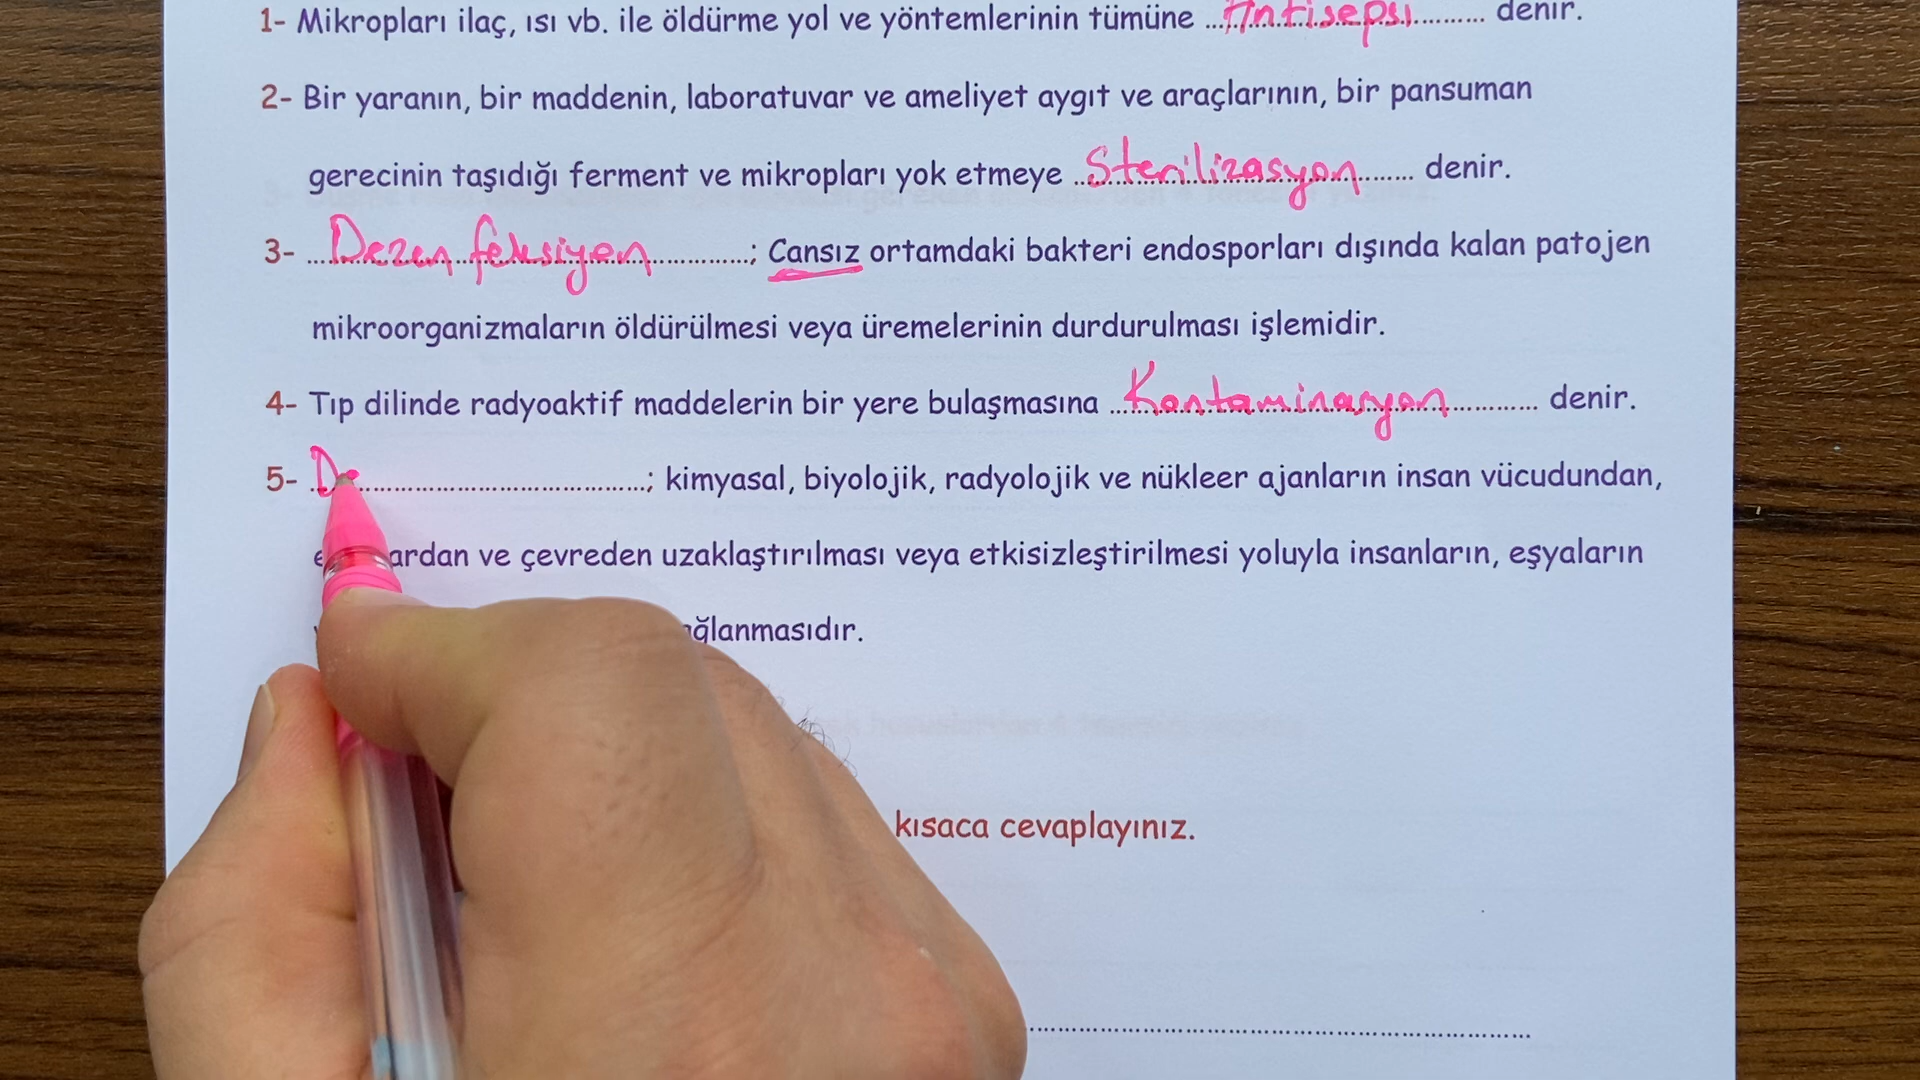 1- Mikropları ilaç, ısı vb. ile öldürme yol ve yöntemlerinin tümüne ...Antisepsi............ denir.
2- Bir yaranın, bir maddenin, laboratuvar ve ameliyet aygıt ve araçlarının, bir pansuman
gerecinin taşıdığı ferment ve mikropları yok etmeye ..Sterilizasyon........ denir.
3- ...Dezenfeksiyon..............; Cansız ortamdaki bakteri endosporları dışında kalan patojen
mikroorganizmaların öldürülmesi veya üremelerinin durdurulması işlemidir.
4- Tıp dilinde radyoaktif maddelerin bir yere bulaşmasına ..Kontaminasyon............. denir.
5- De..........................................; kimyasal, biyolojik, radyolojik ve nükleer ajanların insan vücudundan,
ardan ve çevreden uzaklaştırılması veya etkisizleştirilmesi yoluyla insanların, eşyaların
ğlanmasıdır.
kısaca cevaplayınız.